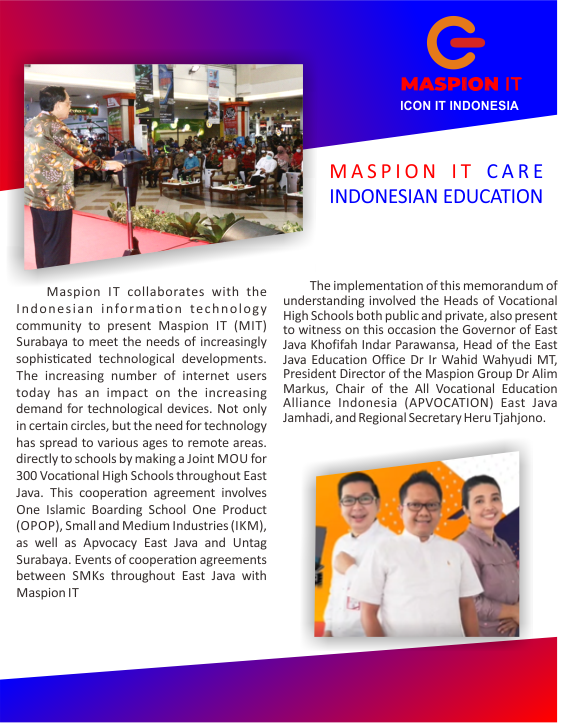 MASPION IT
ICON IT INDONESIA
MASPION IT CARE
INDONESIAN EDUCATION
Maspion IT collaborates with the
Indonesian information technology
community to present Maspion IT (MIT)
Surabaya to meet the needs of increasingly
sophisticated technological developments.
The increasing number of internet users
today has an impact on the increasing
demand for technological devices. Not only
in certain circles, but the need for technology
has spread to various ages to remote areas.
directly to schools by making a Joint MOU for
300 Vocational High Schools throughout East
Java. This cooperation agreement involves
One Islamic Boarding School One Product
(OPOP), Small and Medium Industries (IKM),
as well as Apvocacy East Java and Untag
Surabaya. Events of cooperation agreements
between SMKs throughout East Java with
Maspion IT
The implementation of this memorandum of
understanding involved the Heads of Vocational
High Schools both public and private, also present
to witness on this occasion the Governor of East
Java Khofifah Indar Parawansa, Head of the East
Java Education Office Dr Ir Wahid Wahyudi MT,
President Director of the Maspion Group Dr Alim
Markus, Chair of the All Vocational Education
Alliance Indonesia (APVOCATION) East Java
Jamhadi, and Regional Secretary Heru Tjahjono.